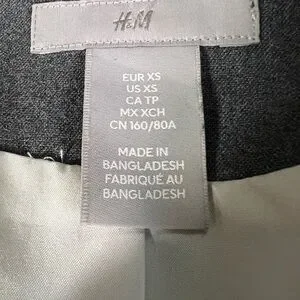 H&M
EUR XS
US XS
CA TP
MX XCH
CN 160/80A
MADE IN
BANGLADESH
FABRIQUÉ AU
BANGLADESH